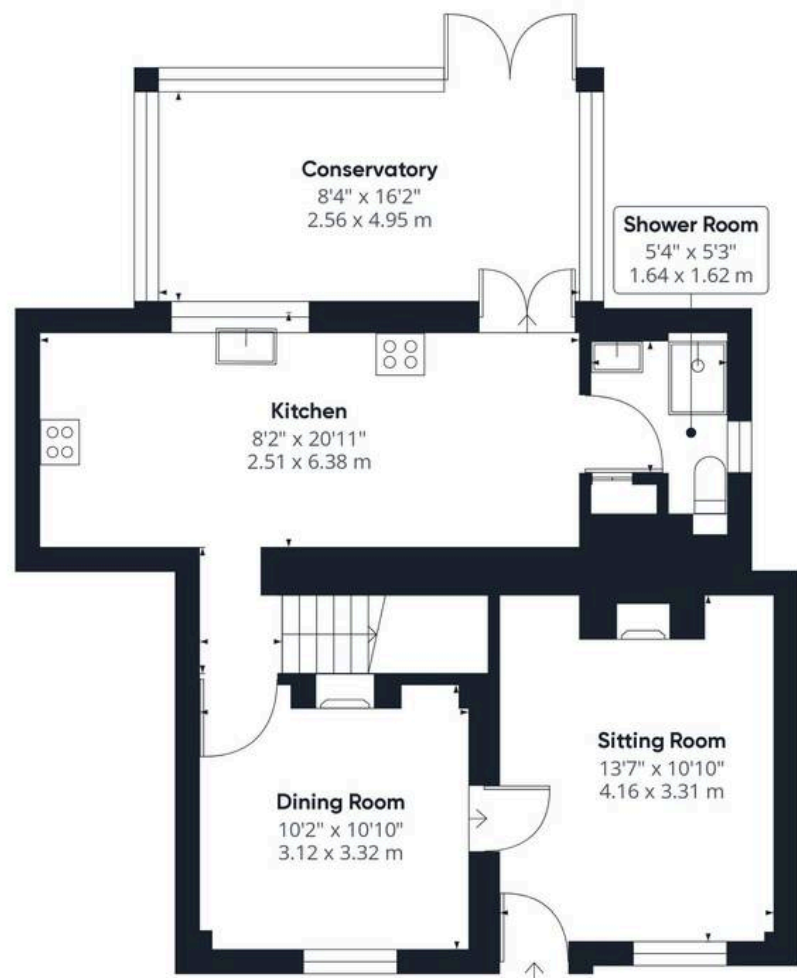 Conservatory
8'4" x 16'2"
2.56 x 4.95 m
Shower Room
5'4" x 5'3"
1.64 x 1.62 m
Kitchen
8'2" x 20'11"
2.51 x 6.38 m
Sitting Room
13'7" x 10'10"
4.16 x 3.31 m
Dining Room
10'2" x 10'10"
3.12 x 3.32 m